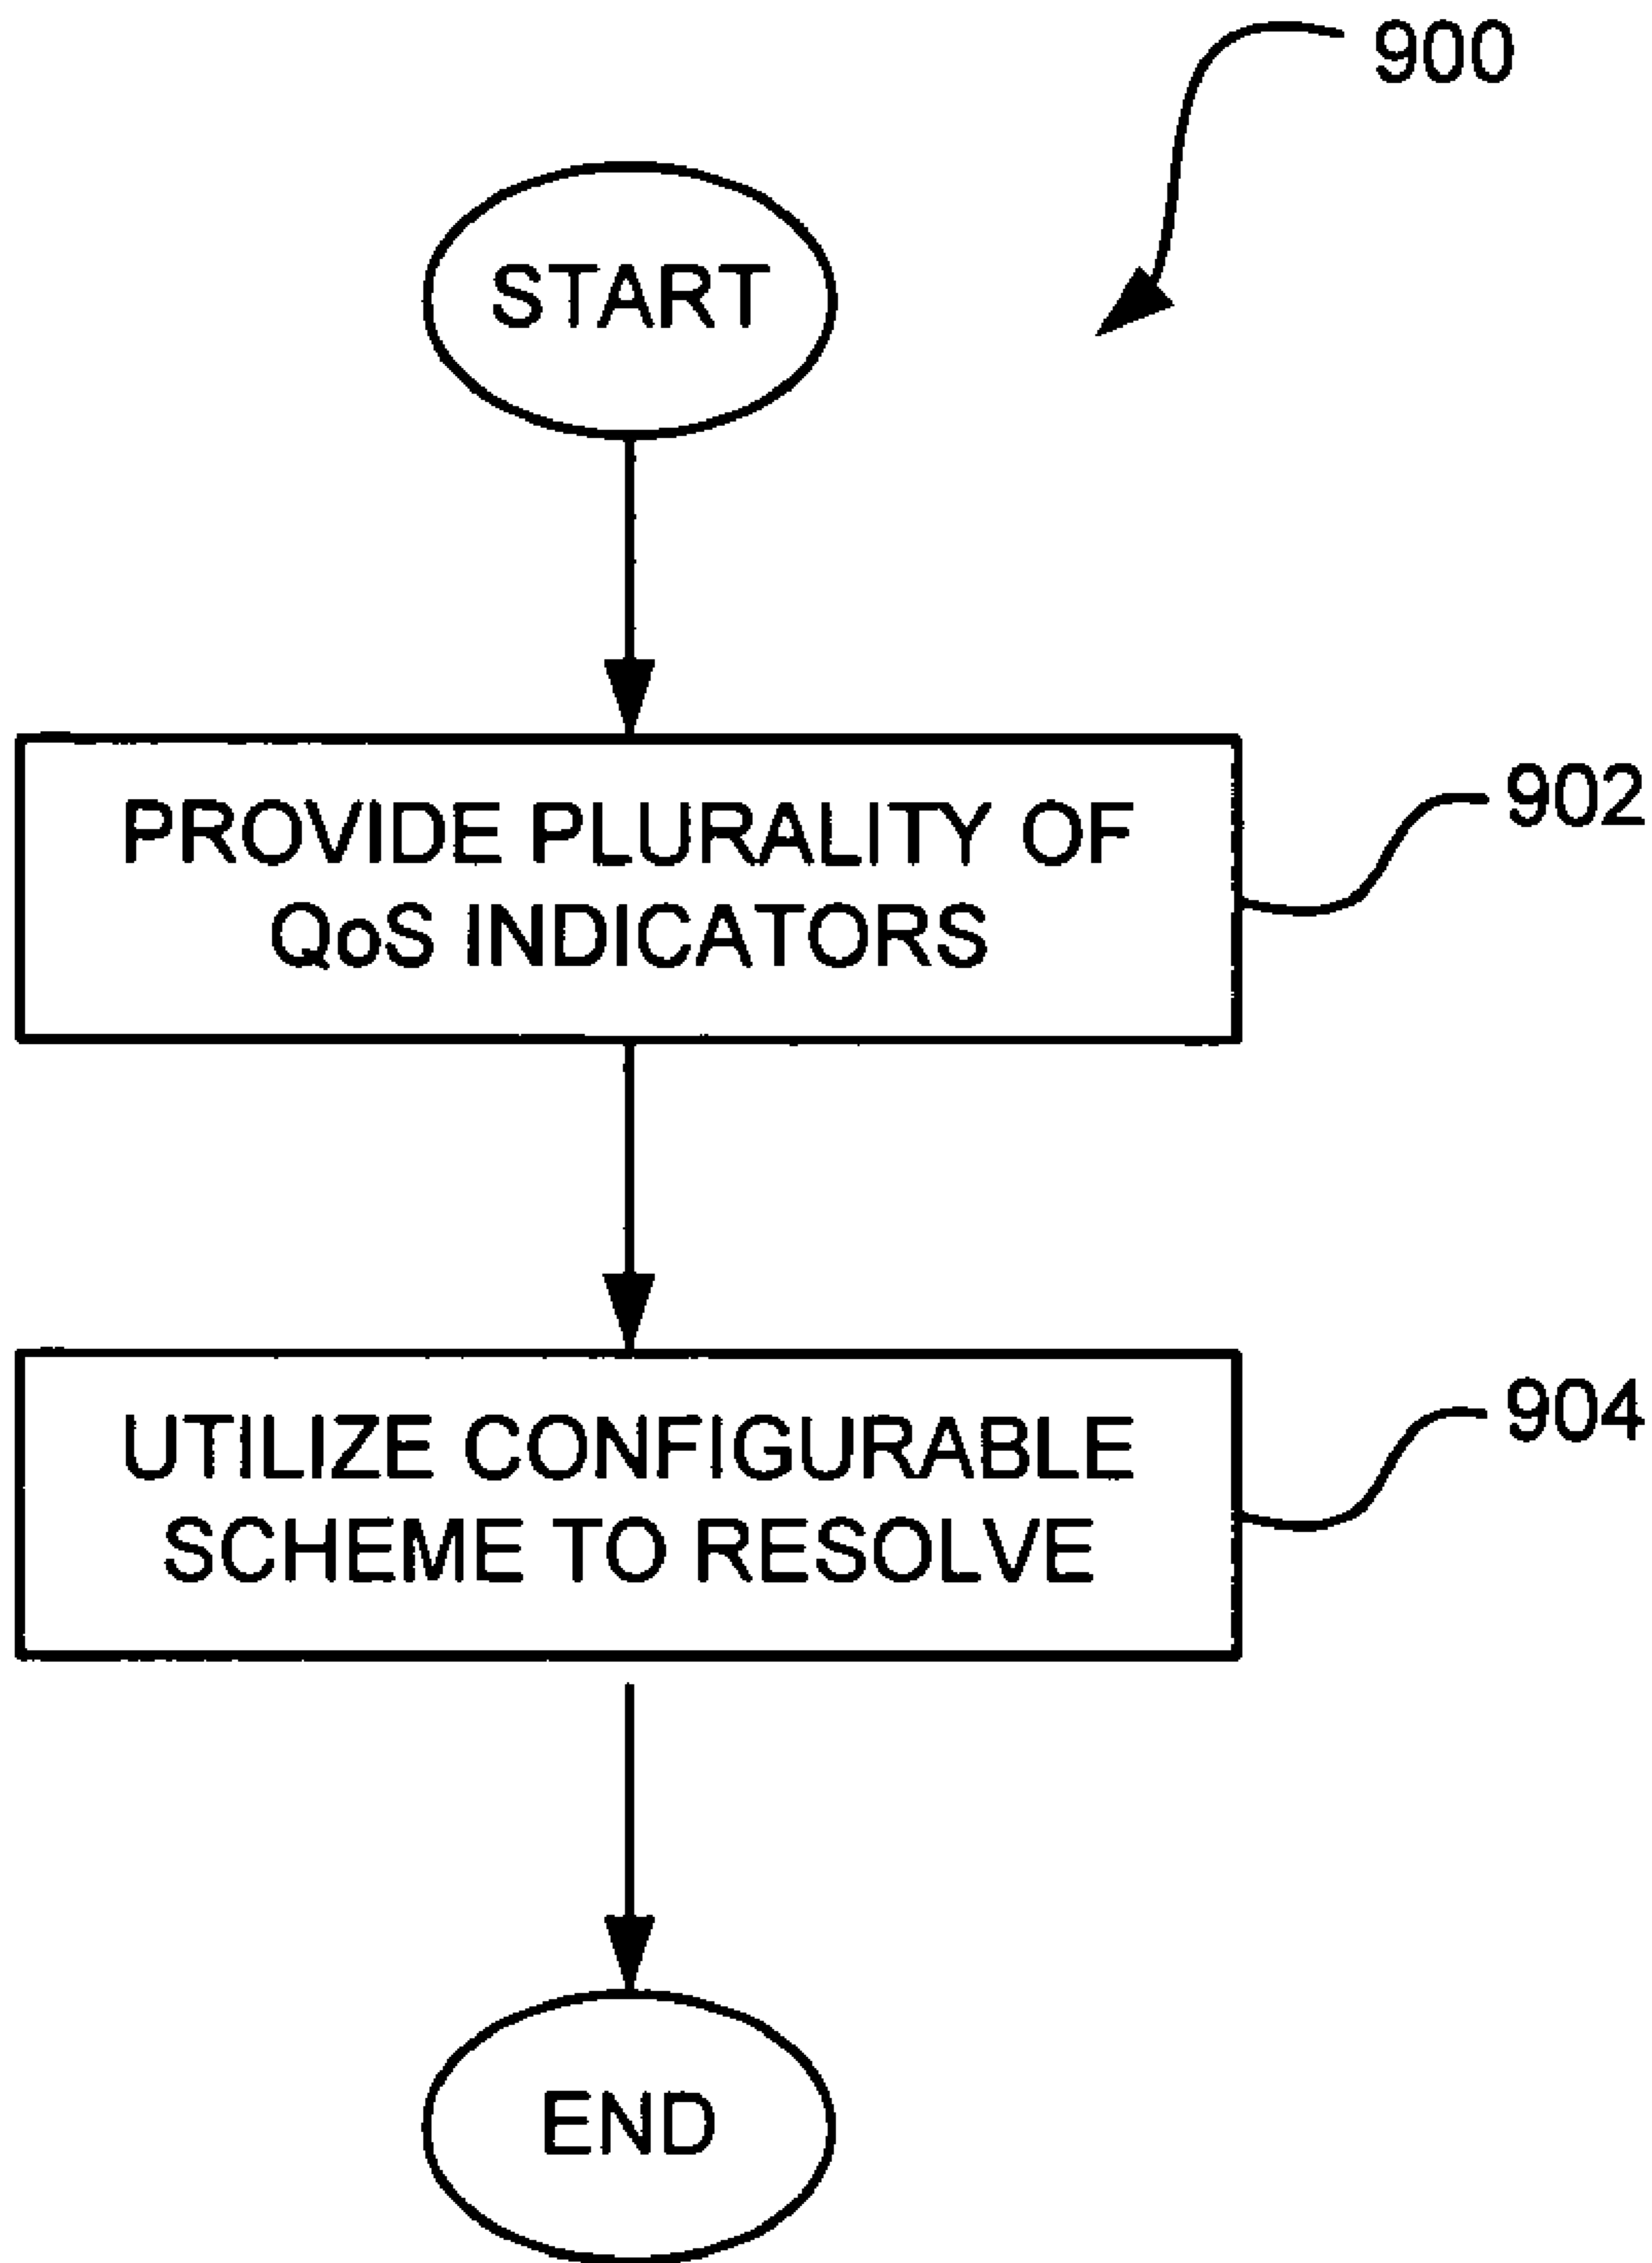 900
START
PROVIDE PLURALITY OF
QoS INDICATORS
902
UTILIZE CONFIGURABLE
SCHEME TO RESOLVE
904
END